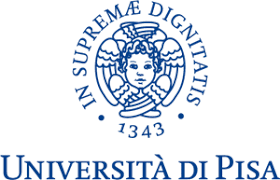 IN SUPREMÆ DIGNITATIS
· 1343 ·
UNIVERSITÀ DI PISA